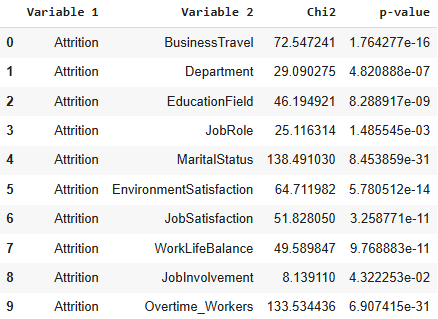 Variable 1 Variable 2 Chi2 p-value
0 Attrition BusinessTravel 72.547241 1.764277e-16
1 Attrition Department 29.090275 4.820888e-07
2 Attrition EducationField 46.194921 8.288917e-09
3 Attrition JobRole 25.116314 1.485545e-03
4 Attrition MaritalStatus 138.491030 8.453859e-31
5 Attrition EnvironmentSatisfaction 64.711982 5.780512e-14
6 Attrition JobSatisfaction 51.828050 3.258771e-11
7 Attrition WorkLifeBalance 49.589847 9.768883e-11
8 Attrition JobInvolvement 8.139110 4.322253e-02
9 Attrition Overtime_Workers 133.534436 6.907415e-31